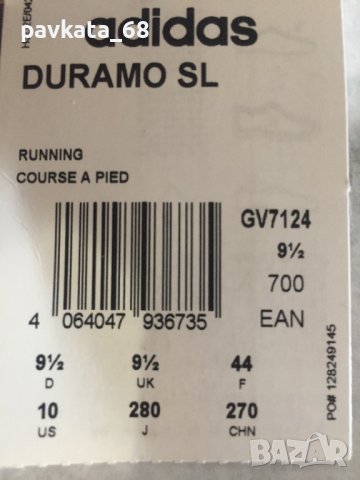 pavkata_68
adidas
DURAMO SL
RUNNING
COURSE A PIED
GV7124
9½
700
EAN
4 064047 936735
9½ 9½ 44
D UK F
10 280 270
US J CHN
PO# 128249145
BAZAR